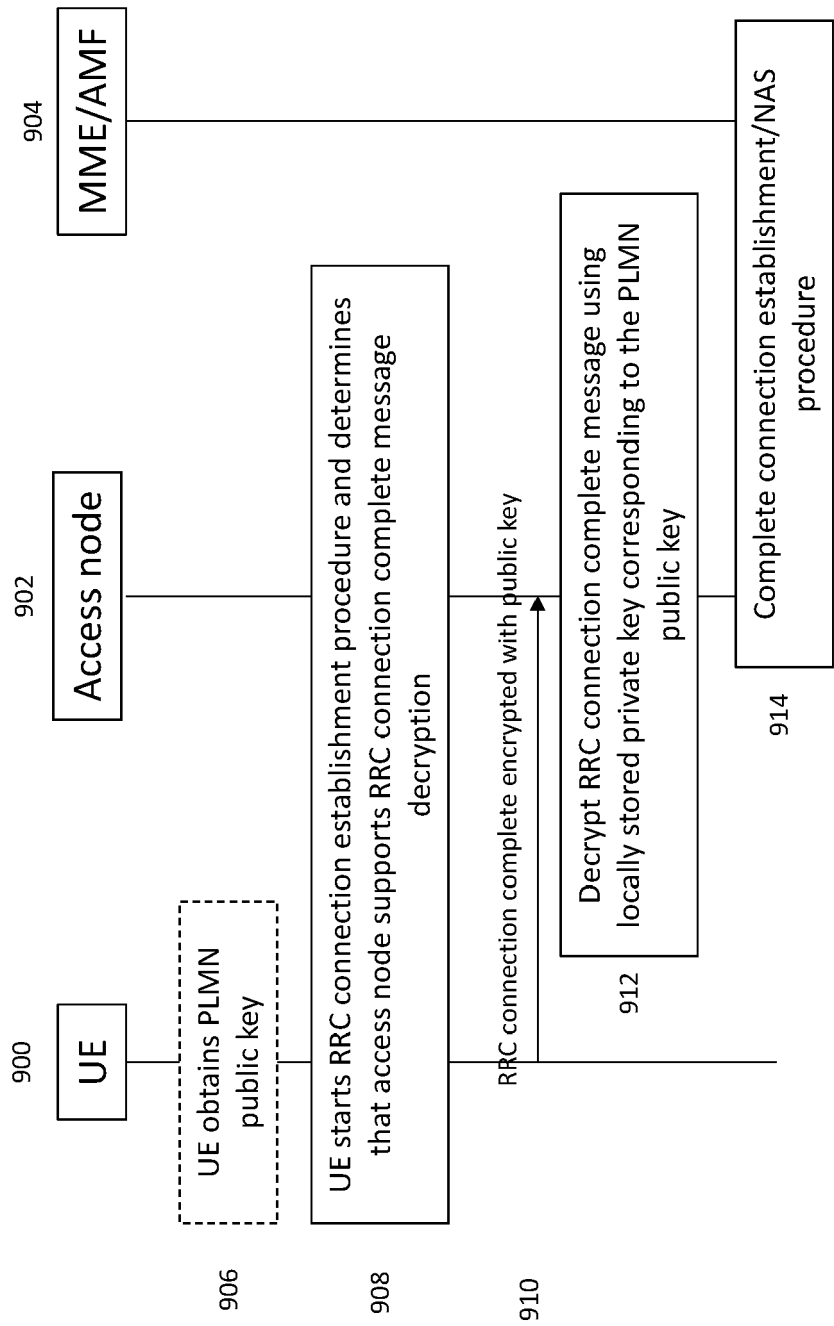 900
902
904
UE
Access node
MME/AMF
906
UE obtains PLMN
public key
908
UE starts RRC connection establishment procedure and determines
that access node supports RRC connection complete message
decryption
910
RRC connection complete encrypted with public key
912
Decrypt RRC connection complete message using
locally stored private key corresponding to the PLMN
public key
914
Complete connection establishment/NAS
procedure